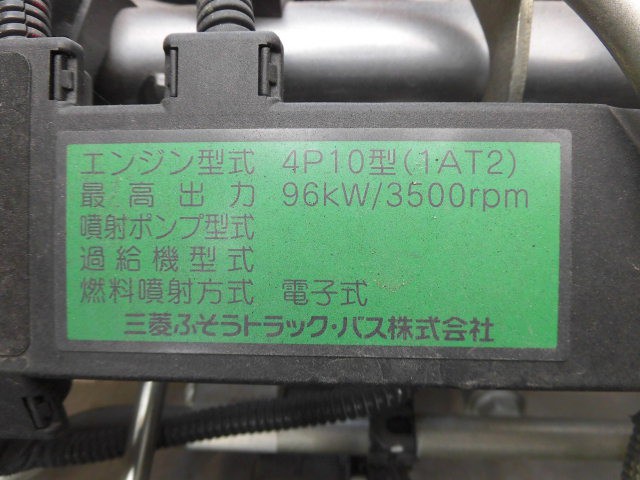 エンジン型式 4P10型(1AT2)
最高出力 96kW/3500rpm
噴射ポンプ型式
過給機型式
燃料噴射方式 電子式
三菱ふそうトラック・バス株式会社